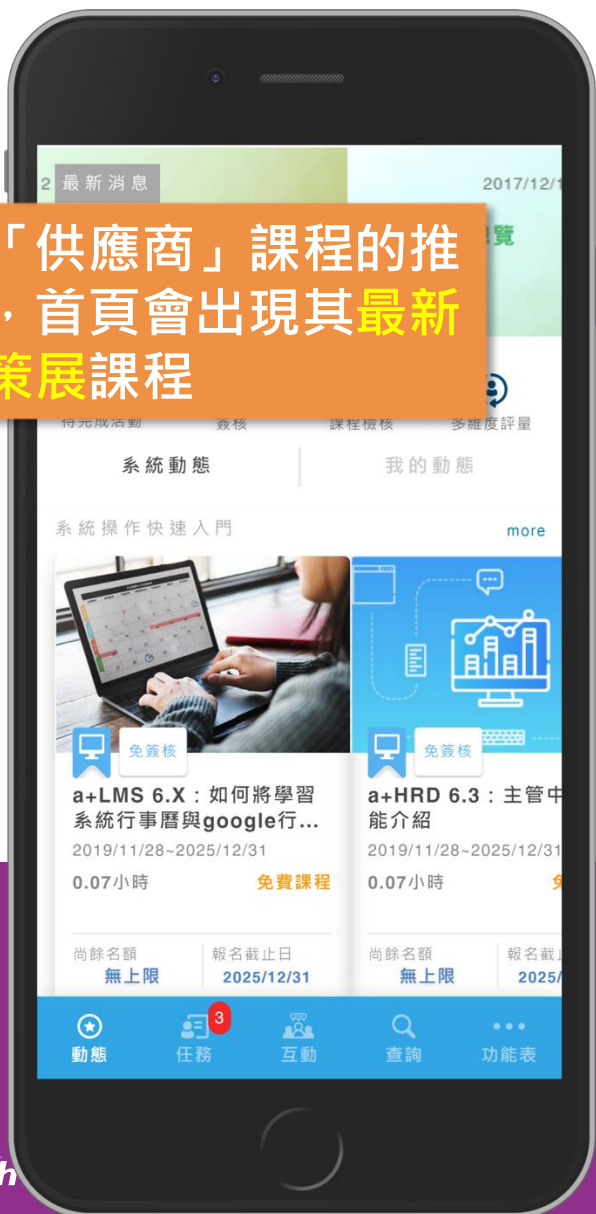 2 最新消息
2017/12/1
覽
「供應商」課程的推
，首頁會出現其最新
策展課程
待完成活動 簽核 課程檢核 多維度評量
系統動態 我的動態
系統操作快速入門 more
免簽核 免簽核
a+LMS 6.X：如何將學習
系統行事曆與google行...
2019/11/28~2025/12/31
0.07小時 免費課程
尚餘名額 報名截止日
無上限 2025/12/31
a+HRD 6.3：主管中
能介紹
2019/11/28~2025/12/31
0.07小時 免
尚餘名額 報名截止
無上限 2025/
3
動態 任務 互動 查詢 功能表
h